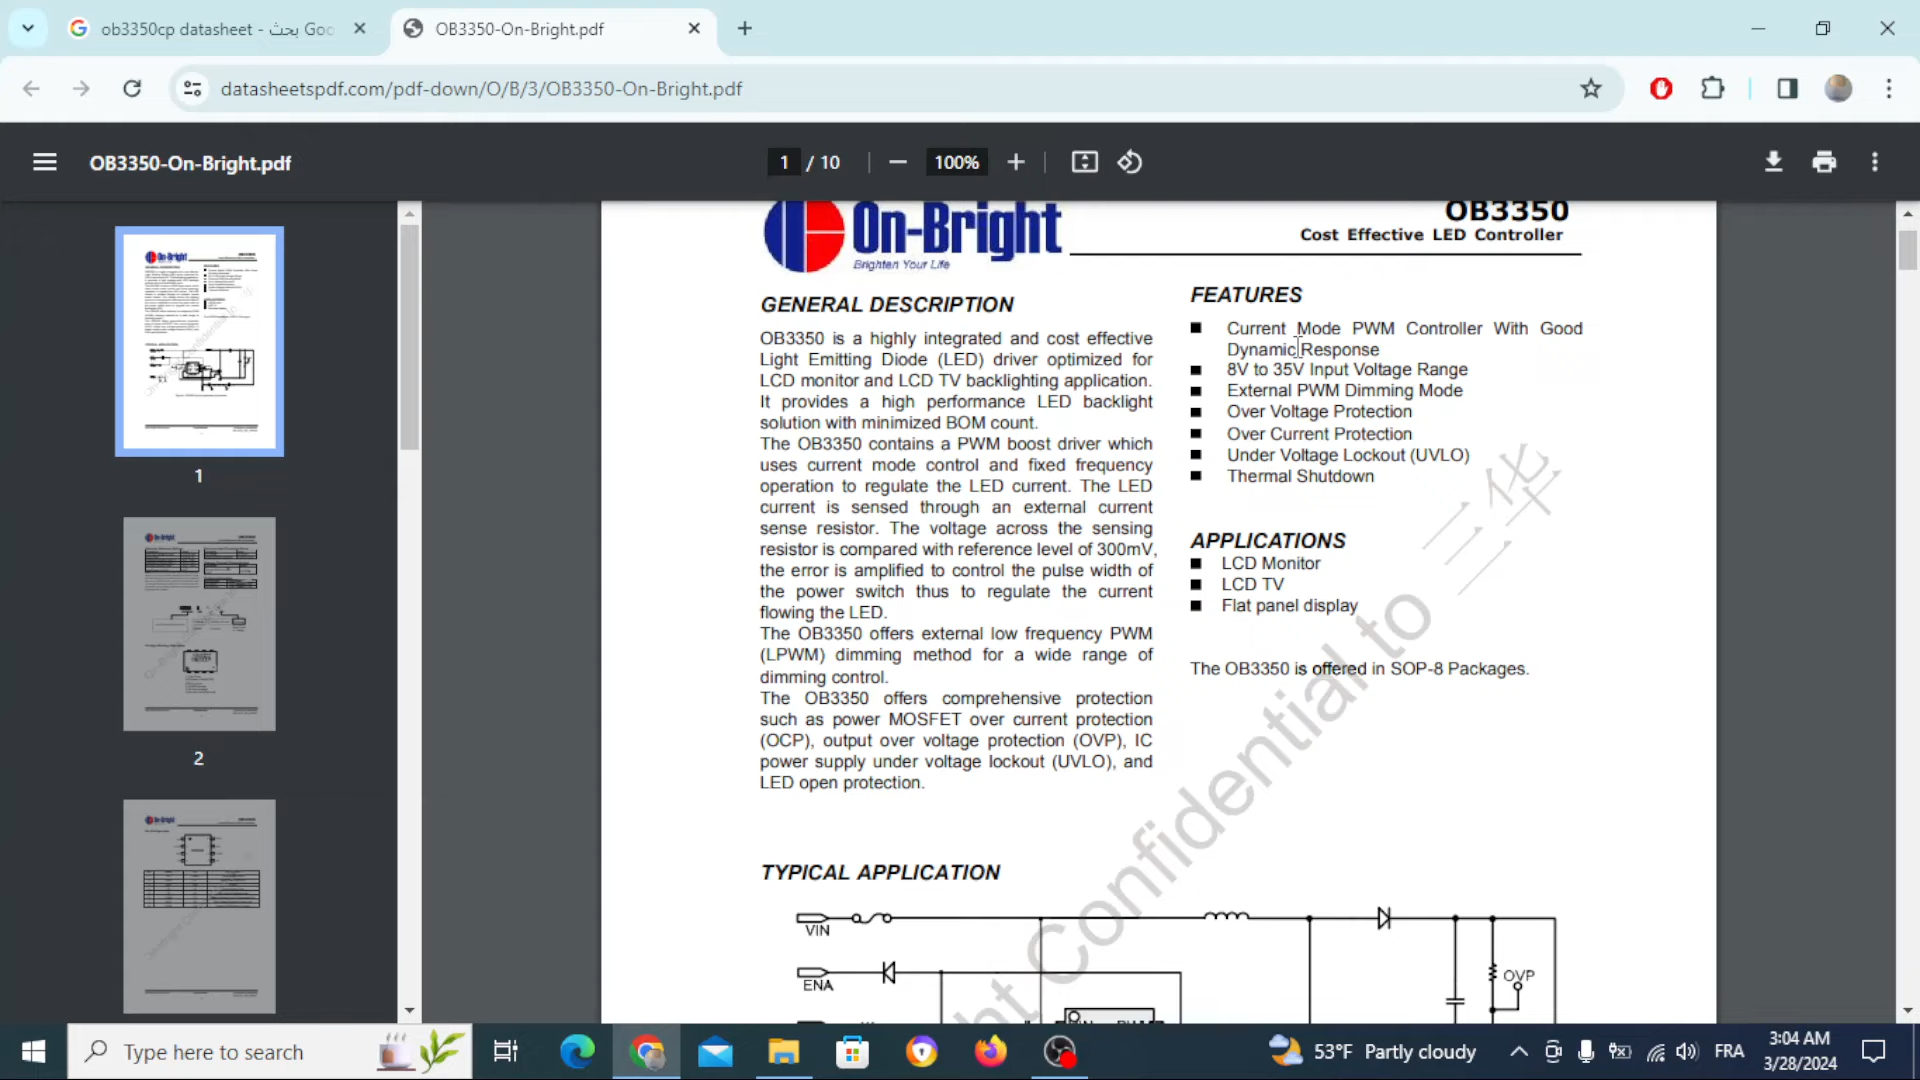 ob3350cp datasheet - بحث Goo
OB3350-On-Bright.pdf
datasheetspdf.com/pdf-down/O/B/3/OB3350-On-Bright.pdf
OB3350-On-Bright.pdf
1 / 10
100%
On-Bright
Brighten Your Life
OB3350
Cost Effective LED Controller
GENERAL DESCRIPTION
OB3350 is a highly integrated and cost effective
Light Emitting Diode (LED) driver optimized for
LCD monitor and LCD TV backlighting application.
It provides a high performance LED backlight
solution with minimized BOM count.
The OB3350 contains a PWM boost driver which
uses current mode control and fixed frequency
operation to regulate the LED current. The LED
current is sensed through an external current
sense resistor. The voltage across the sensing
resistor is compared with reference level of 300mV,
the error is amplified to control the pulse width of
the power switch thus to regulate the current
flowing the LED.
The OB3350 offers external low frequency PWM
(LPWM) dimming method for a wide range of
dimming control.
The OB3350 offers comprehensive protection
such as power MOSFET over current protection
(OCP), output over voltage protection (OVP), IC
power supply under voltage lockout (UVLO), and
LED open protection.
FEATURES
Current Mode PWM Controller With Good
Dynamic Response
8V to 35V Input Voltage Range
External PWM Dimming Mode
Over Voltage Protection
Over Current Protection
Under Voltage Lockout (UVLO)
Thermal Shutdown
APPLICATIONS
LCD Monitor
LCD TV
Flat panel display
The OB3350 is offered in SOP-8 Packages.
Confidential to 三华
TYPICAL APPLICATION
VIN
ENA
OVP
1
2
Type here to search
53°F Partly cloudy
FRA
3:04 AM
3/28/2024